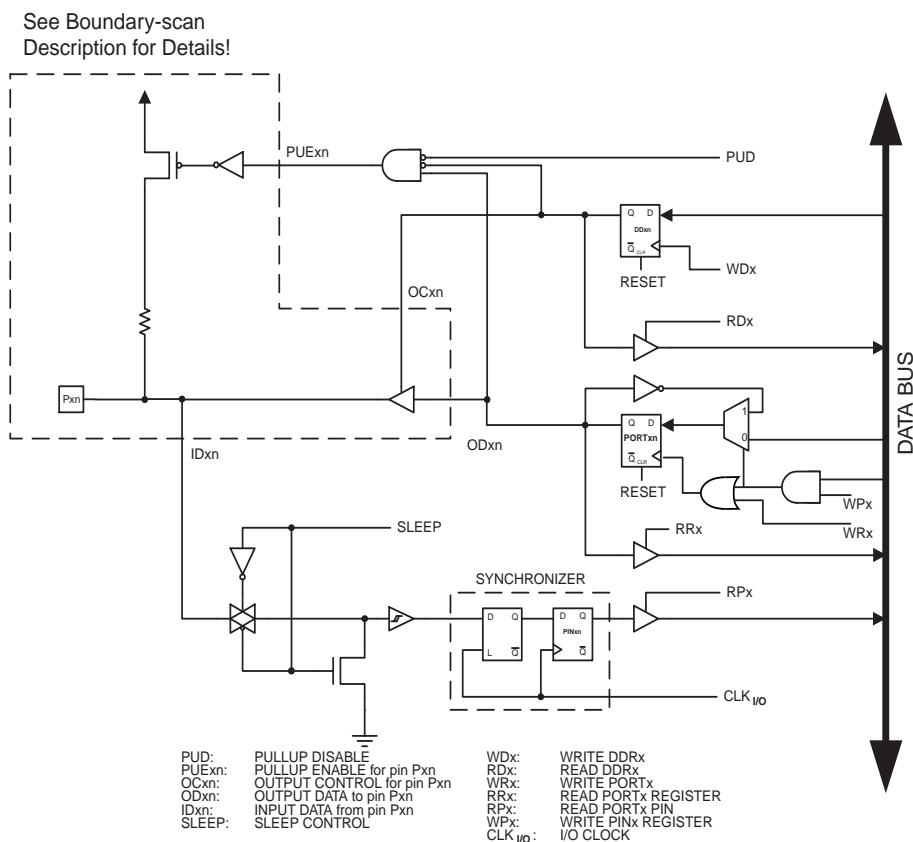 See Boundary-scan
Description for Details!
PUExn
PUD
Q D
DDxn
Q CLR
WDx
RESET
OCxn
RDx
Pxn
1
Q D
PORTxn
0
ODxn
IDxn
Q CLR
RESET
WPx
WRx
SLEEP
RRx
SYNCHRONIZER
RPx
D Q
D Q
PINxn
L Q
Q
CLK I/O
DATA BUS
PUD: PULLUP DISABLE
PUExn: PULLUP ENABLE for pin Pxn
OCxn: OUTPUT CONTROL for pin Pxn
ODxn: OUTPUT DATA to pin Pxn
IDxn: INPUT DATA from pin Pxn
SLEEP: SLEEP CONTROL
WDx: WRITE DDRx
RDx: READ DDRx
WRx: WRITE PORTx
RRx: READ PORTx REGISTER
RPx: READ PORTx PIN
WPx: WRITE PINx REGISTER
CLK I/O: I/O CLOCK